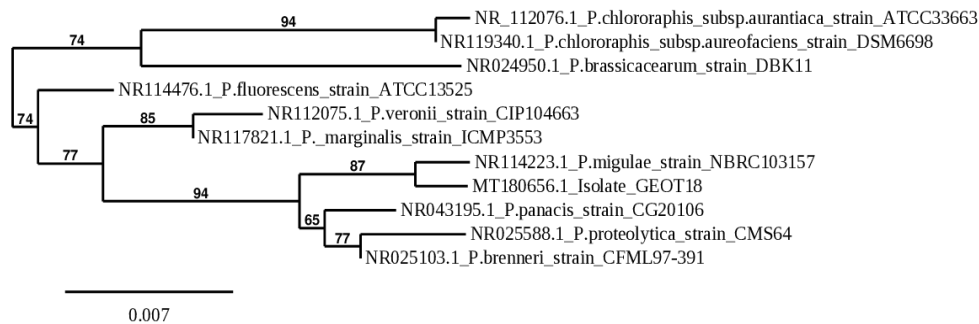 NR_112076.1_P.chlororaphis_subsp.aurantiaca_strain_ATCC33663
94
74
NR119340.1_P.chlororaphis_subsp.aureofaciens_strain_DSM6698
NR024950.1_P.brassicacearum_strain_DBK11
NR114476.1_P.fluorescens_strain_ATCC13525
NR112075.1_P.veronii_strain_CIP104663
74
85
NR117821.1_P._marginalis_strain_ICMP3553
77
NR114223.1_P.migulae_strain_NBRC103157
87
MT180656.1_Isolate_GEOT18
94
NR043195.1_P.panacis_strain_CG20106
65
NR025588.1_P.proteolytica_strain_CMS64
77
NR025103.1_P.brenneri_strain_CFML97-391
0.007